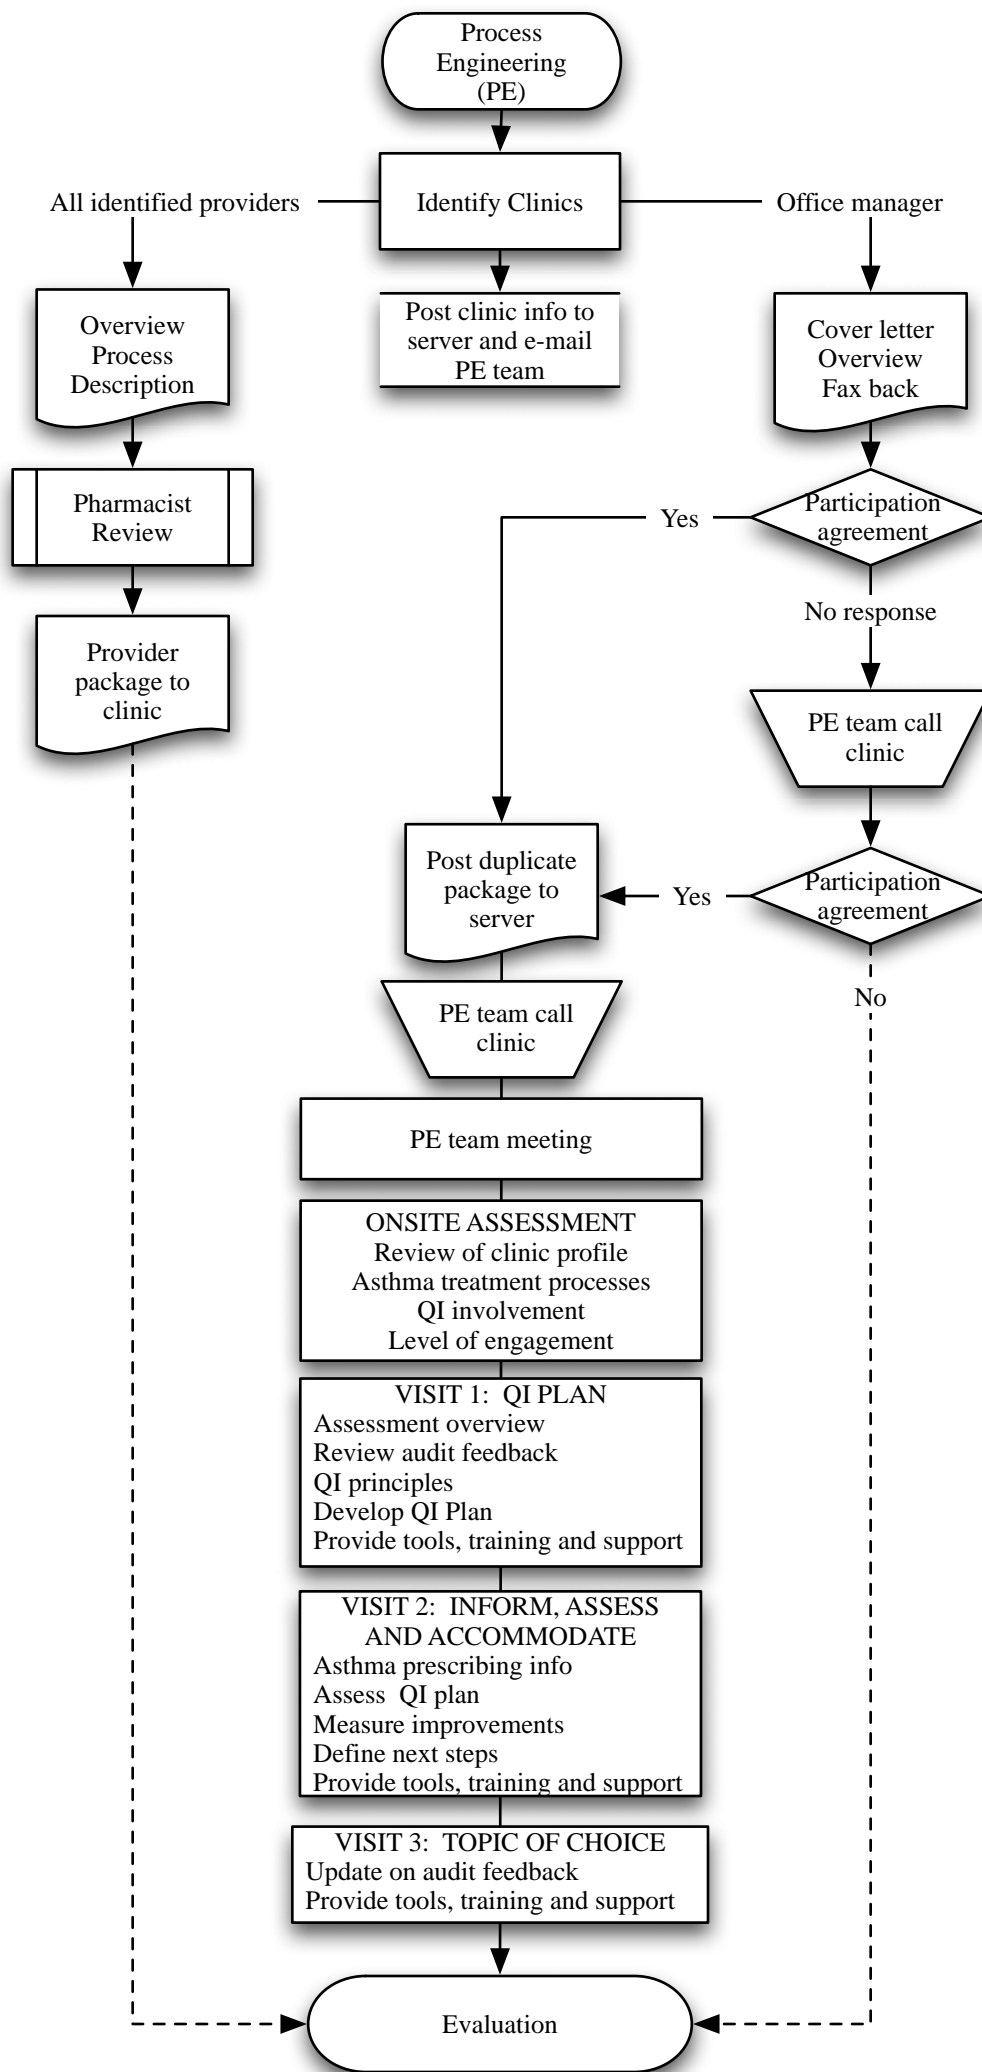 Process
Engineering
(PE)
All identified providers
Identify Clinics
Office manager
Overview
Process
Description
Post clinic info to
server and e-mail
PE team
Cover letter
Overview
Fax back
Pharmacist
Review
Yes
Participation
agreement
No response
Provider
package to
clinic
PE team call
clinic
Post duplicate
package to
server
Yes
Participation
agreement
No
PE team call
clinic
PE team meeting
ONSITE ASSESSMENT
Review of clinic profile
Asthma treatment processes
QI involvement
Level of engagement
VISIT 1:  QI PLAN
Assessment overview
Review audit feedback
QI principles
Develop QI Plan
Provide tools, training and support
VISIT 2:  INFORM, ASSESS
AND ACCOMMODATE
Asthma prescribing info
Assess  QI plan
Measure improvements
Define next steps
Provide tools, training and support
VISIT 3:  TOPIC OF CHOICE
Update on audit feedback
Provide tools, training and support
Evaluation